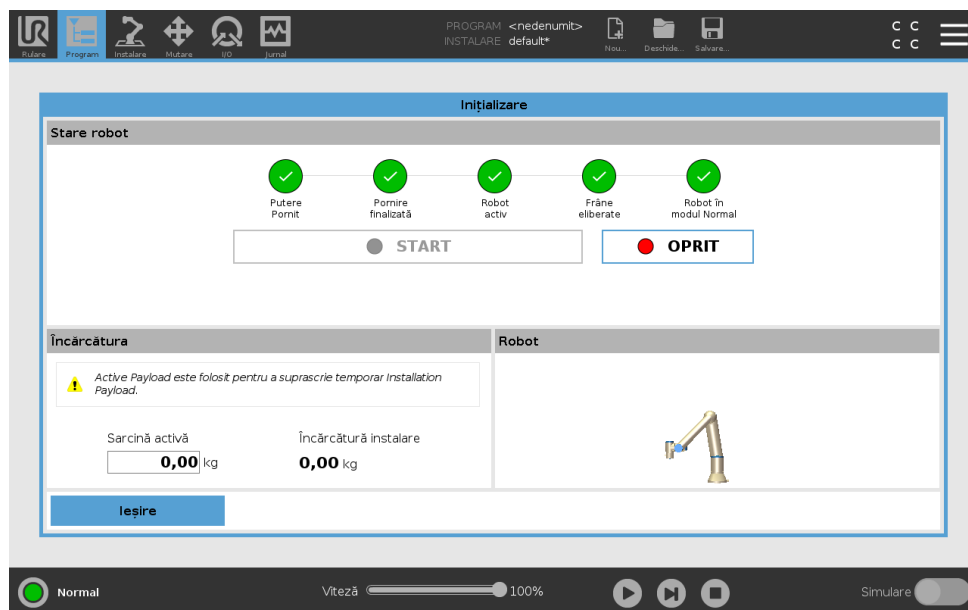 PROGRAM <nedenumit>
INSTALARE default*
Rulare Program Instalare Mutare I/O Jurnal Nou... Deschide... Salvare...
C C
C C
Inițializare
Stare robot
Putere Pornit
Pornire finalizată
Robot activ
Frâne eliberate
Robot în modul Normal
START OPRIT
Încărcătura
Robot
Active Payload este folosit pentru a suprascrie temporar Installation
Payload.
Sarcină activă Încărcătură instalare
0,00 kg 0,00 kg
Ieșire
Normal Viteză 100% Simulare